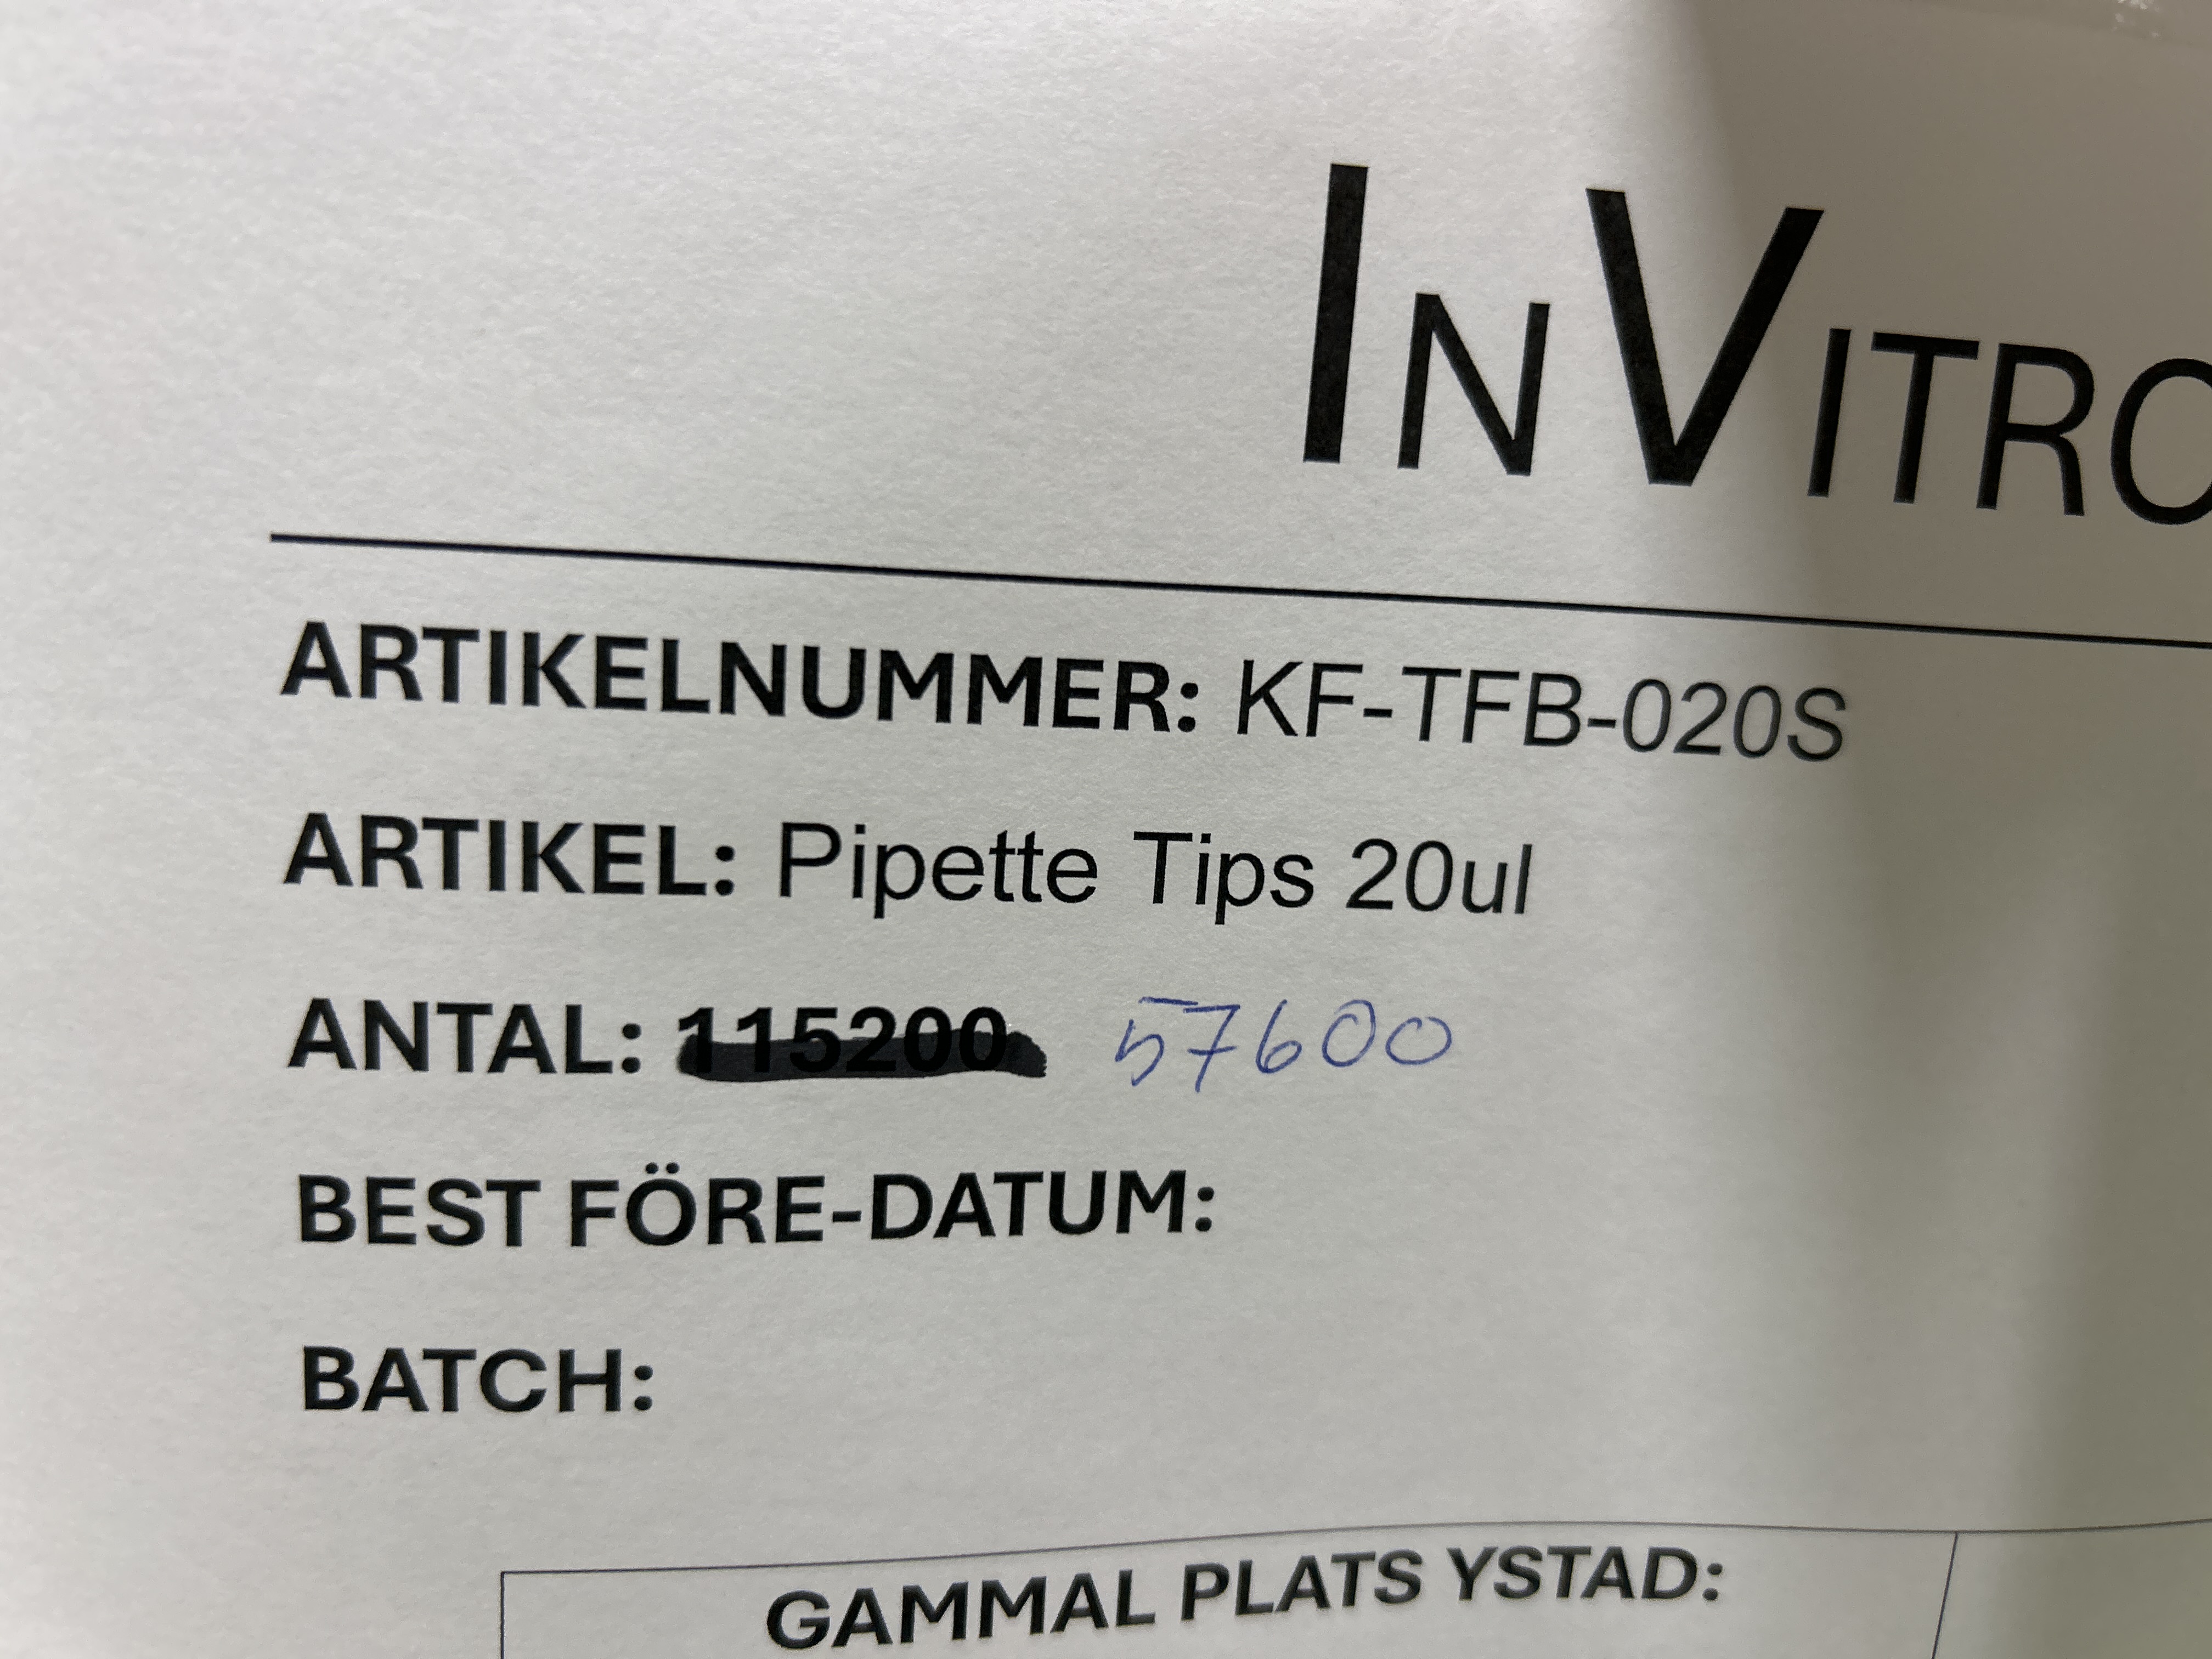 INVITRO
ARTIKELNUMMER: KF-TFB-020S
ARTIKEL: Pipette Tips 20ul
ANTAL: 115200 57600
BEST FÖRE-DATUM:
BATCH:
GAMMAL PLATS YSTAD: